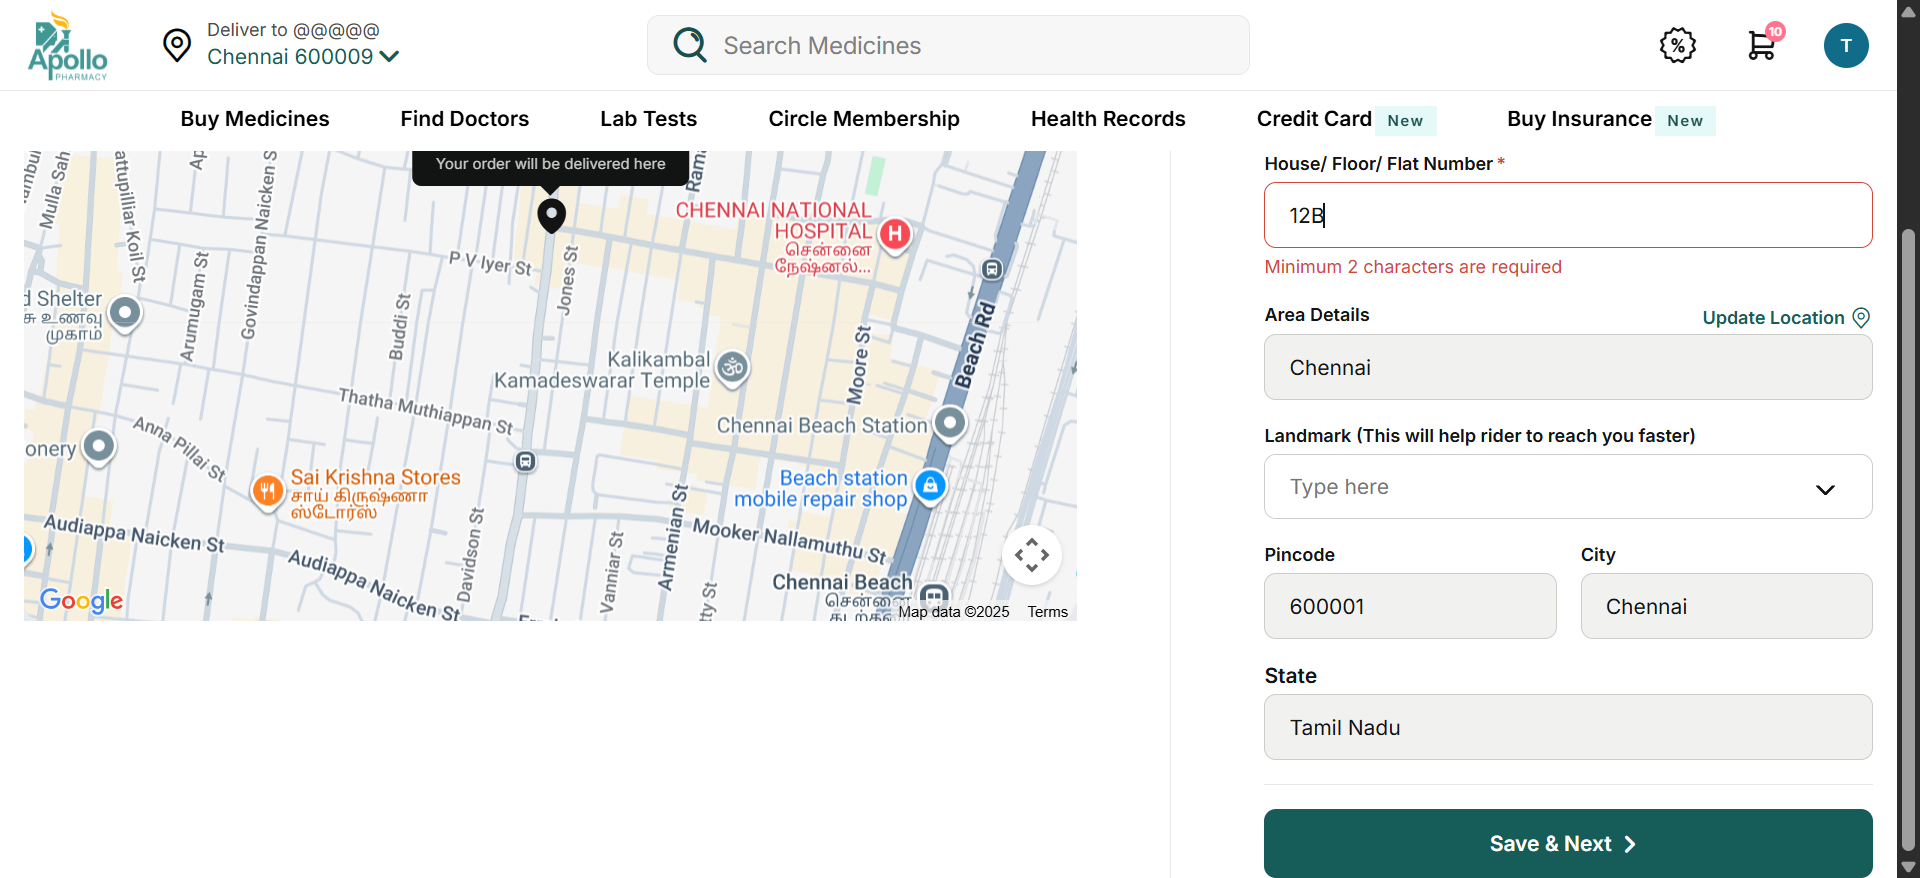 Apollo
PHARMACY
Deliver to @@@@@
Chennai 600009
Search Medicines
10
T
Buy Medicines
Find Doctors
Lab Tests
Circle Membership
Health Records
Credit Card New
Buy Insurance New
Your order will be delivered here
Mulla Sah
attupilliar Koil St
Ap
Govindappan Naicken S
Rama
CHENNAI NATIONAL
HOSPITAL
சென்னை
நேஷனல்...
P V Iyer St
Jones St
Arumugam St
Buddi St
d Shelter
சு உணவு
முகாம்
Beach Rd
Moore St
Kalikambal
Kamadeswarar Temple
Thatha Muthiappan St
Chennai Beach Station
Anna Pillai St
onery
Sai Krishna Stores
சாய் கிருஷ்ணா
ஸ்டோர்ஸ்
Beach station
mobile repair shop
Audiappa Naicken St
Audiappa Naicken St
Davidson St
Vanniar St
Armenian St
Mooker Nallamuthu St
Chennai Beach
சென்னை
tty St
Google
Map data ©2025
Terms
House/ Floor/ Flat Number *
12B
Minimum 2 characters are required
Area Details
Update Location
Chennai
Landmark (This will help rider to reach you faster)
Type here
Pincode
City
600001
Chennai
State
Tamil Nadu
Save & Next